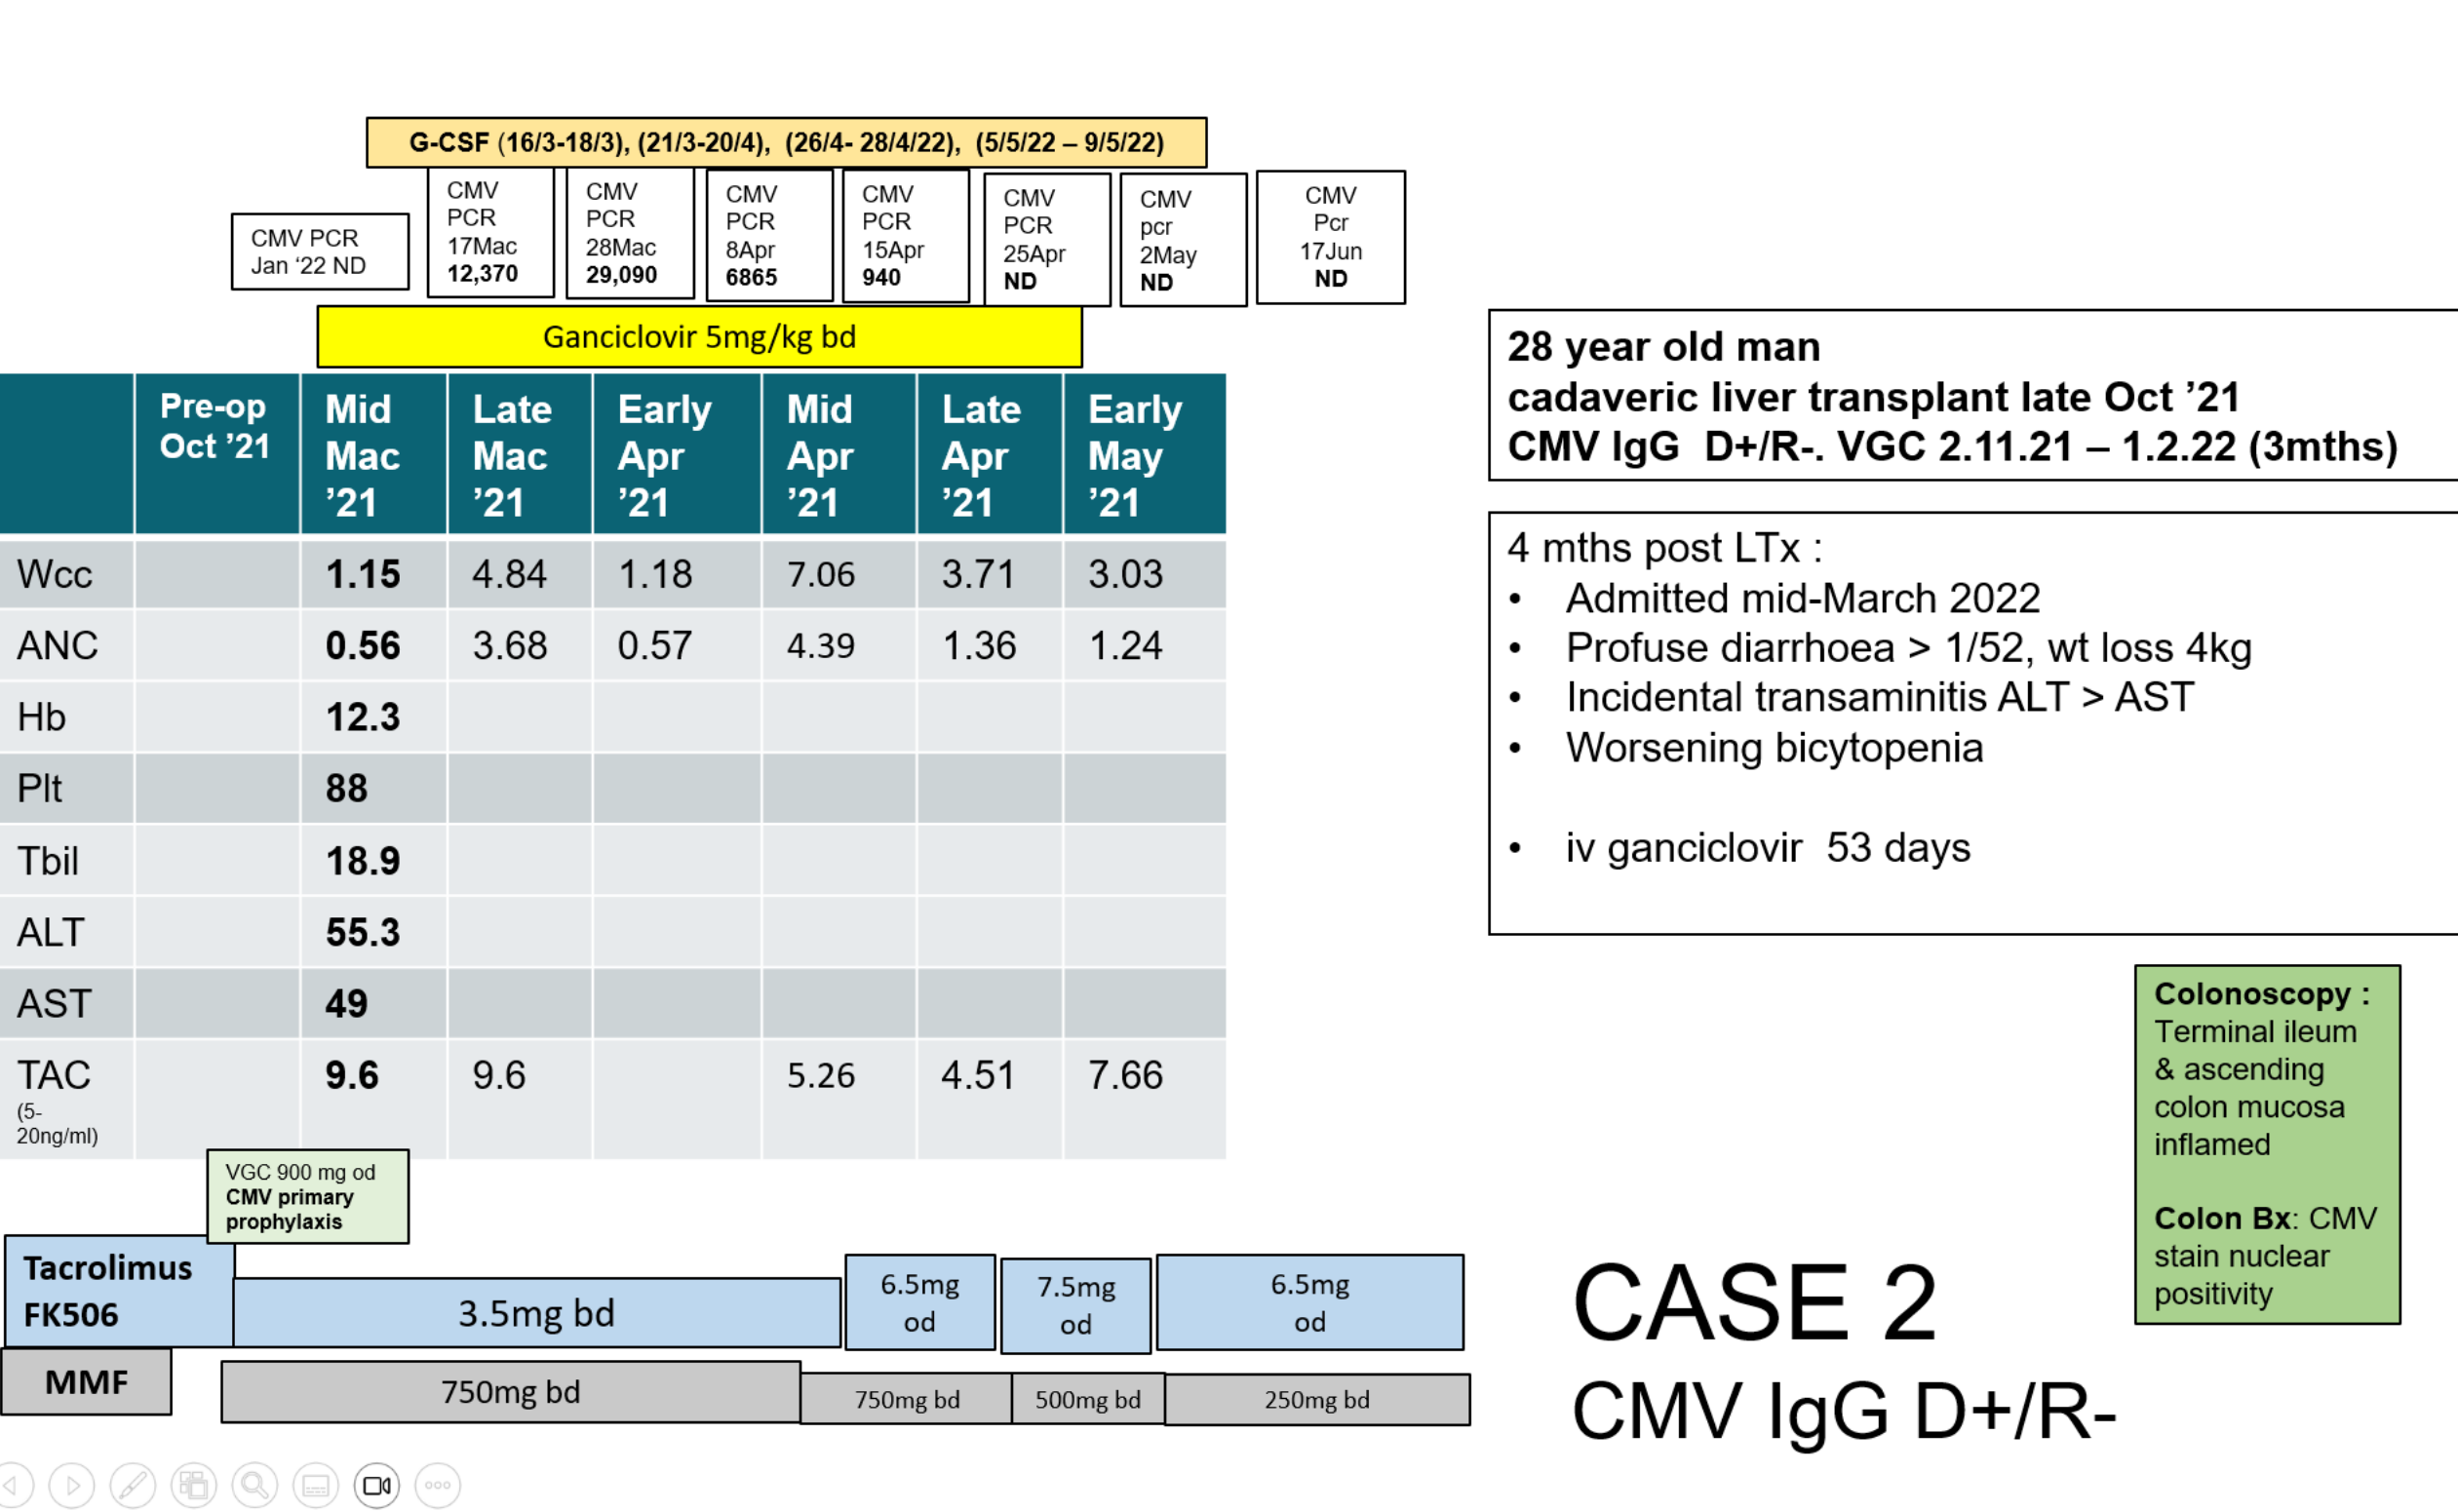 G-CSF (16/3-18/3), (21/3-20/4), (26/4- 28/4/22), (5/5/22 – 9/5/22)
CMV PCR
Jan ‘22 ND
CMV
PCR
17Mac
12,370
CMV
PCR
28Mac
29,090
CMV
PCR
8Apr
6865
CMV
PCR
15Apr
940
CMV
PCR
25Apr
ND
CMV
pcr
2May
ND
CMV
Pcr
17Jun
ND
Ganciclovir 5mg/kg bd
Pre-op Oct ’21 Mid Mac ’21 Late Mac ’21 Early Apr ’21 Mid Apr ’21 Late Apr ’21 Early May ’21
Wcc 1.15 4.84 1.18 7.06 3.71 3.03
ANC 0.56 3.68 0.57 4.39 1.36 1.24
Hb 12.3
Plt 88
Tbil 18.9
ALT 55.3
AST 49
TAC 9.6 9.6 5.26 4.51 7.66
(5-
20ng/ml)
VGC 900 mg od
CMV primary
prophylaxis
Tacrolimus
FK506
3.5mg bd
6.5mg
od
7.5mg
od
6.5mg
od
MMF
750mg bd
750mg bd
500mg bd
250mg bd
28 year old man
cadaveric liver transplant late Oct ’21
CMV IgG D+/R-. VGC 2.11.21 – 1.2.22 (3mths)
4 mths post LTx :
• Admitted mid-March 2022
• Profuse diarrhoea > 1/52, wt loss 4kg
• Incidental transaminitis ALT > AST
• Worsening bicytopenia
• iv ganciclovir 53 days
Colonoscopy :
Terminal ileum
& ascending
colon mucosa
inflamed
Colon Bx: CMV
stain nuclear
positivity
CASE 2
CMV IgG D+/R-